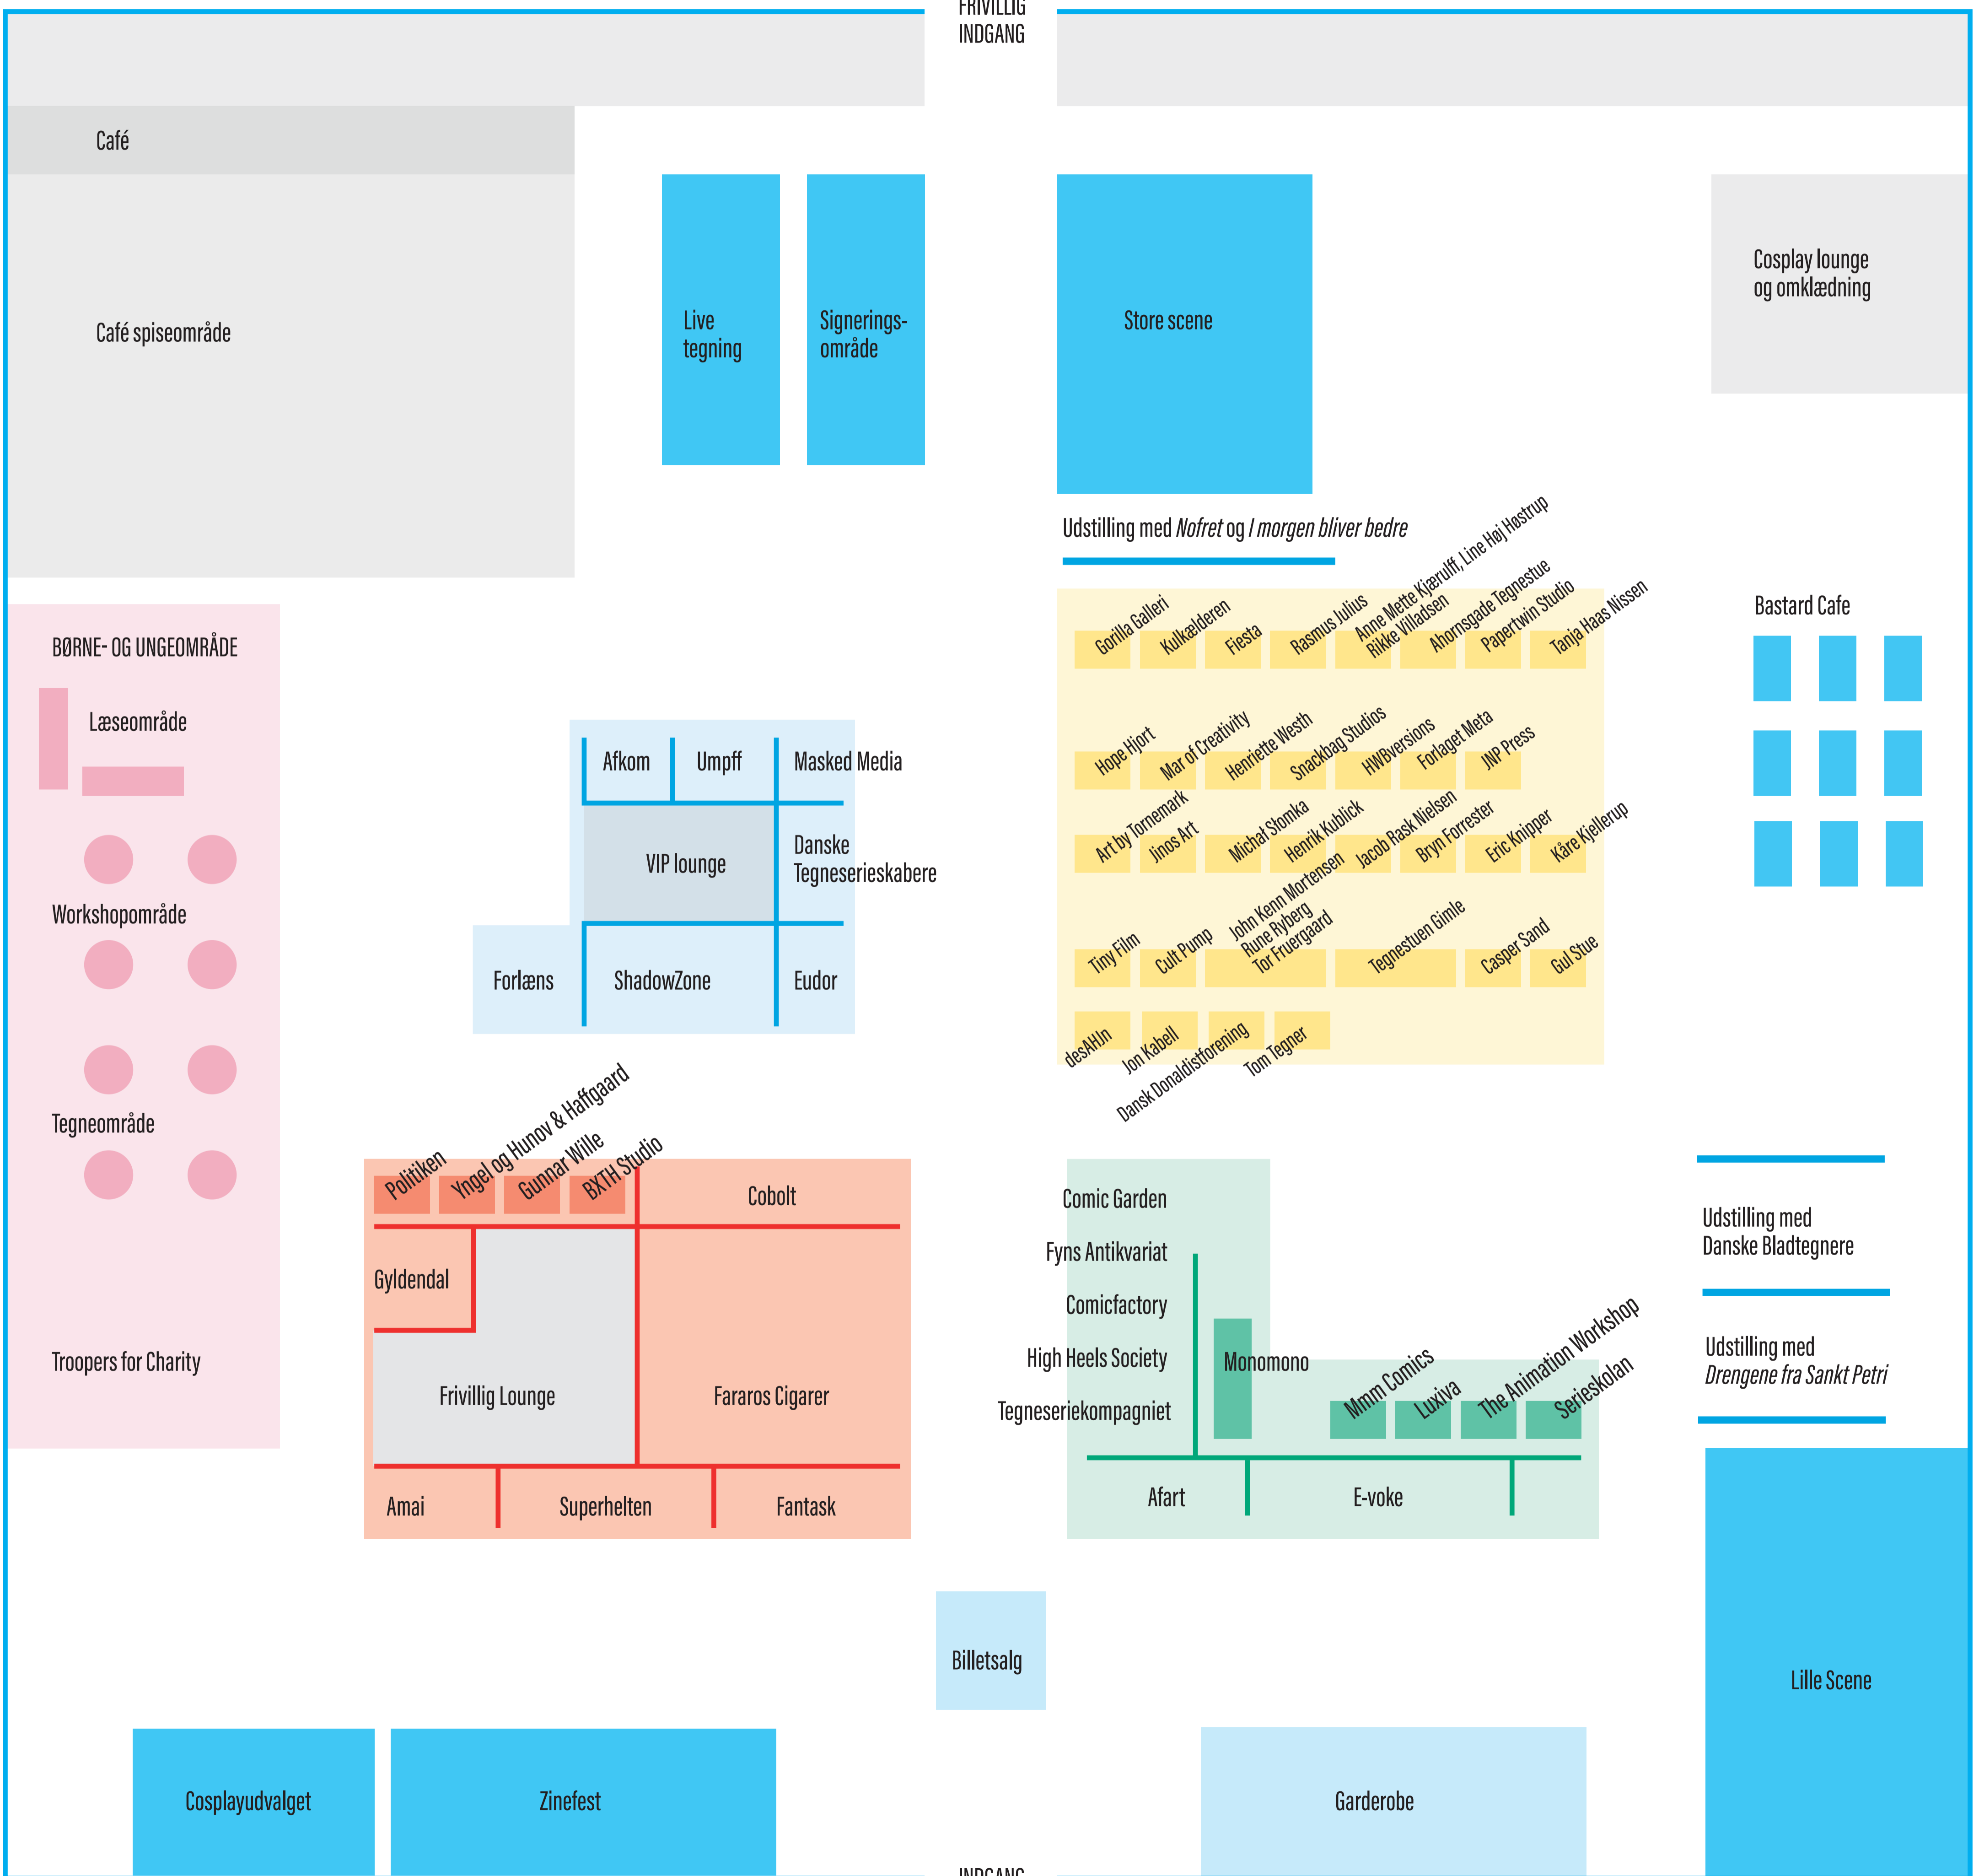 FRIVILLIG
INDGANG
Café
Café spiseområde
Live
tegning
Signerings-
område
Store scene
Cosplay lounge
og omklædning
Udstilling med Nofret og I morgen bliver bedre
Gorilla Galleri
Kulkælderen
Fiesta
Rasmus Julius
Anne Mette Kjærulff, Line Høj Høstrup
Rikke Villadsen
Ahornsgade Tegnestue
Papertwin Studio
Tanja Haas Nissen
Bastard Cafe
BØRNE- OG UNGEOMRÅDE
Læseområde
Workshopområde
Tegneområde
Troopers for Charity
Afkom
Umpff
Masked Media
VIP lounge
Danske
Tegneserieskabere
Forlæns
ShadowZone
Eudor
Hope Hjort
Mar of Creativity
Henriette Westh
Snackbag Studios
HWBversions
Forlaget Meta
JNP Press
Art by Tornemark
Jinos Art
Michał Słomka
Henrik Kublick
Jacob Rask Nielsen
Bryn Forrester
Eric Knipper
Kåre Kjellerup
Tiny Film
Cult Pump
John Kenn Mortensen
Rune Ryberg
Tor Fruergaard
Tegnestuen Gimle
Casper Sand
Gul Stue
desAHJn
Jon Kabell
Dansk Donaldistforening
Tom Tegner
Politiken
Yngel og Hunov & Haffgaard
Gunnar Wille
BXTH Studio
Cobolt
Gyldendal
Frivillig Lounge
Fararos Cigarer
Amai
Superhelten
Fantask
Comic Garden
Fyns Antikvariat
Comicfactory
High Heels Society
Tegneseriekompagniet
Monomono
Mmm Comics
Luxiva
The Animation Workshop
Serieskolan
Afart
E-voke
Udstilling med
Danske Bladtegnere
Udstilling med
Drengene fra Sankt Petri
Billetsalg
Lille Scene
Cosplayudvalget
Zinefest
Garderobe
INDGANG